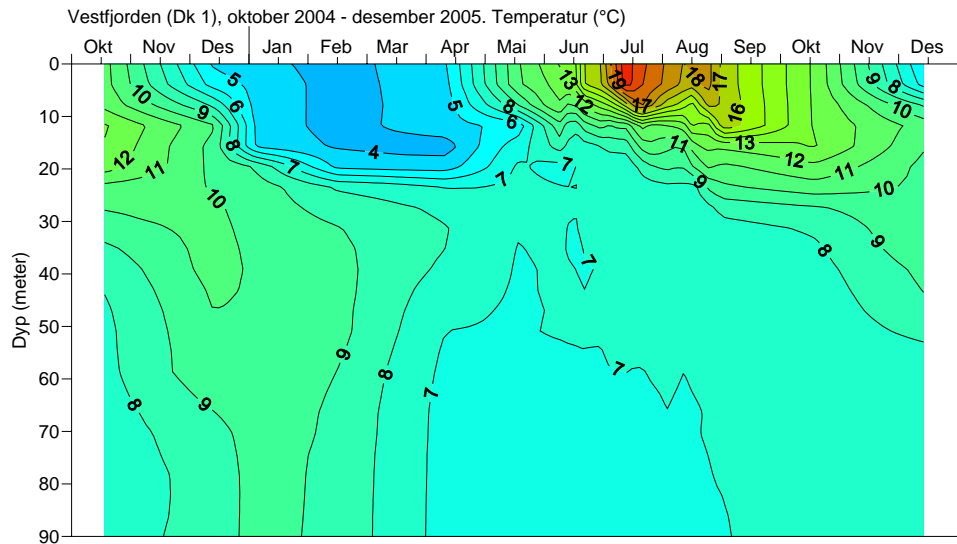 Vestfjorden (Dk 1), oktober 2004 - desember 2005. Temperatur (°C)
Okt Nov Des Jan Feb Mar Apr Mai Jun Jul Aug Sep Okt Nov Des
0
10
20
30
40
50
60
70
80
90
Dyp (meter)
5 13 19 18 17 9 8
10 6 5 8 12 17 16 10
9 6
8 4 11 13
12 11 7 7 7 9 12 11 10
10
8 9
7
9 8 7 7
8 9